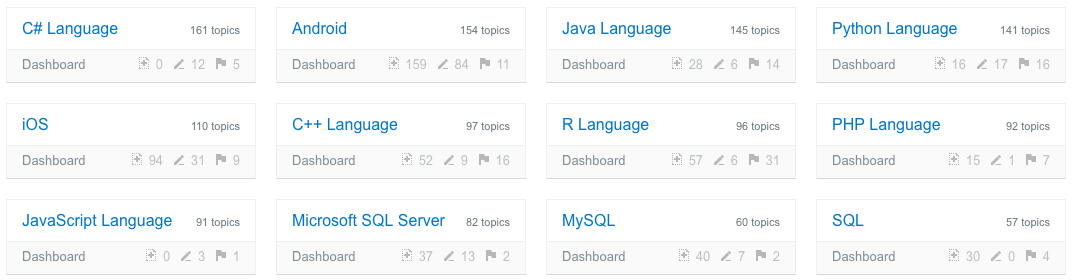 C# Language 161 topics
Dashboard 0 12 5
Android 154 topics
Dashboard 159 84 11
Java Language 145 topics
Dashboard 28 6 14
Python Language 141 topics
Dashboard 16 17 16
iOS 110 topics
Dashboard 94 31 9
C++ Language 97 topics
Dashboard 52 9 16
R Language 96 topics
Dashboard 57 6 31
PHP Language 92 topics
Dashboard 15 1 7
JavaScript Language 91 topics
Dashboard 0 3 1
Microsoft SQL Server 82 topics
Dashboard 37 13 2
MySQL 60 topics
Dashboard 40 7 2
SQL 57 topics
Dashboard 30 0 4